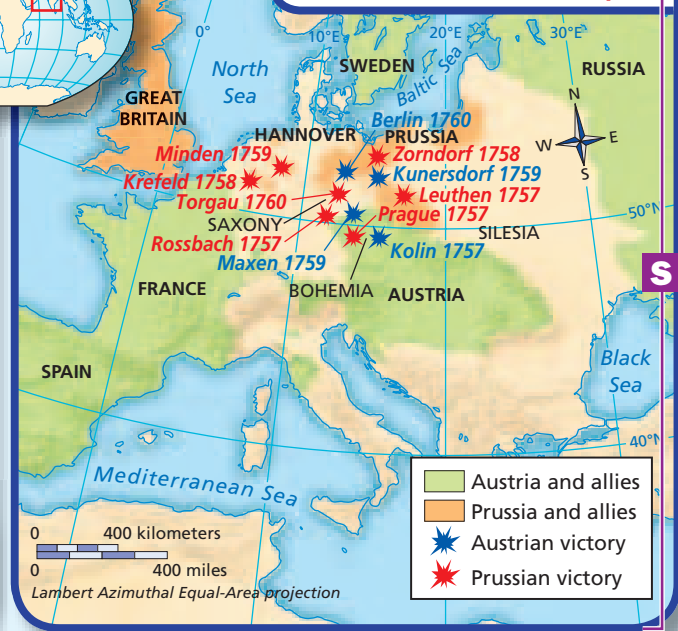 0°
10°E
20°E
30°E
North
Sea
SWEDEN
Baltic Sea
RUSSIA
GREAT
BRITAIN
N
W
E
S
Berlin 1760
HANNOVER
PRUSSIA
Minden 1759
Zorndorf 1758
Krefeld 1758
Kunersdorf 1759
Torgau 1760
Leuthen 1757
SAXONY
Prague 1757
50°N
Rossbach 1757
SILESIA
Maxen 1759
Kolin 1757
S
FRANCE
BOHEMIA
AUSTRIA
SPAIN
Black
Sea
40°N
Mediterranean Sea
Austria and allies
Prussia and allies
Austrian victory
Prussian victory
0 400 kilometers
0 400 miles
Lambert Azimuthal Equal-Area projection